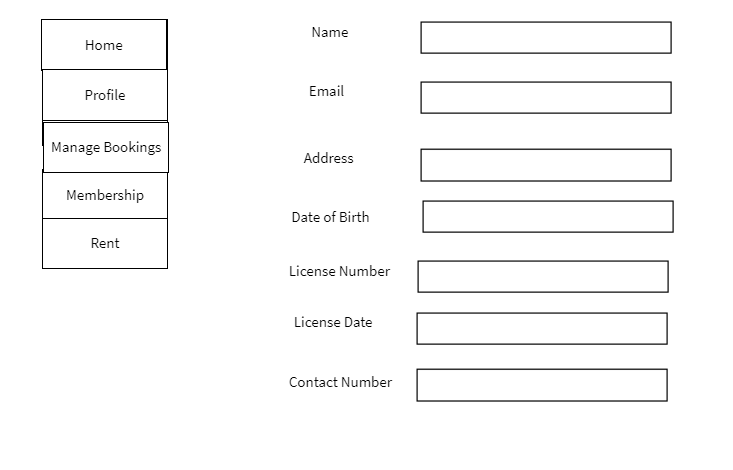 Home
Profile
Manage Bookings
Membership
Rent
Name
Email
Address
Date of Birth
License Number
License Date
Contact Number